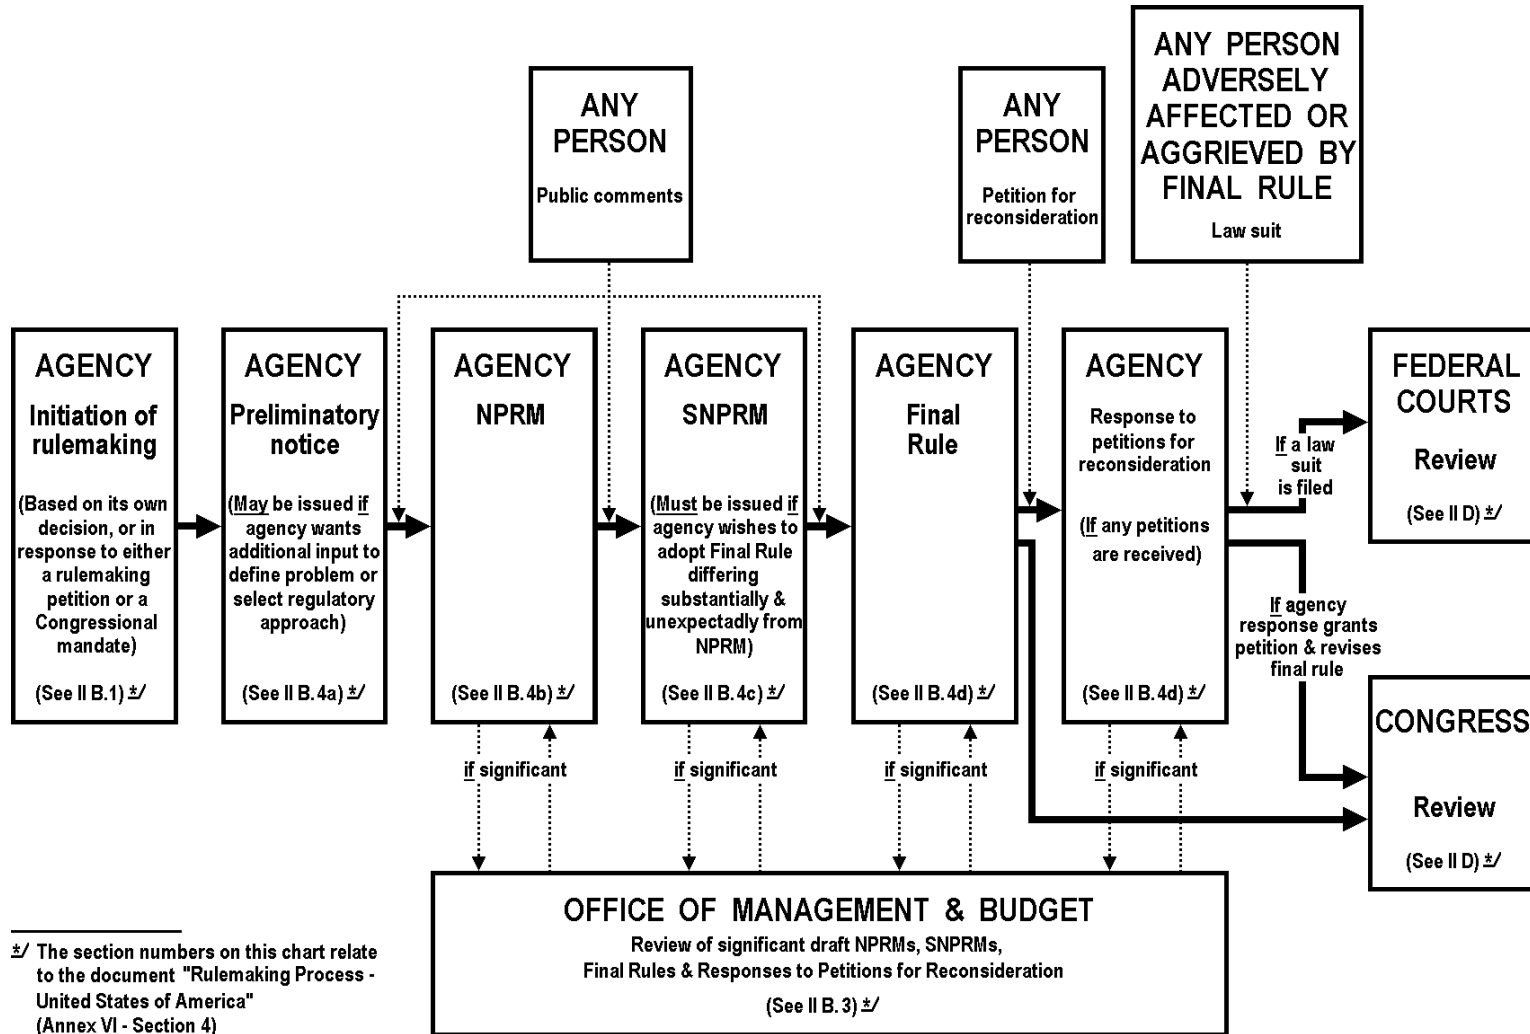 ANY
PERSON
Public comments
ANY
PERSON
Petition for
reconsideration
ANY PERSON
ADVERSELY
AFFECTED OR
AGGRIEVED BY
FINAL RULE
Law suit
AGENCY
Initiation of
rulemaking
(Based on its own
decision, or in
response to either
a rulemaking
petition or a
Congressional
mandate)
(See II B.1) */
AGENCY
Preliminatory
notice
(May be issued if
agency wants
additional input to
define problem or
select regulatory
approach)
(See II B. 4a) */
AGENCY
NPRM
(See II B. 4b) */
AGENCY
SNPRM
(Must be issued if
agency wishes to
adopt Final Rule
differing
substantially &
unexpectadly from
NPRM)
(See II B. 4c) */
AGENCY
Final
Rule
(See II B. 4d) */
AGENCY
Response to
petitions for
reconsideration
(If any petitions
are received)
(See II B. 4d) */
If a law
suit
is filed
FEDERAL
COURTS
Review
(See II D) */
If agency
response grants
petition & revises
final rule
CONGRESS
Review
(See II D) */
if significant
if significant
if significant
if significant
OFFICE OF MANAGEMENT & BUDGET
Review of significant draft NPRMs, SNPRMs,
Final Rules & Responses to Petitions for Reconsideration
(See II B. 3) */
*/ The section numbers on this chart relate
to the document "Rulemaking Process -
United States of America"
(Annex VI - Section 4)